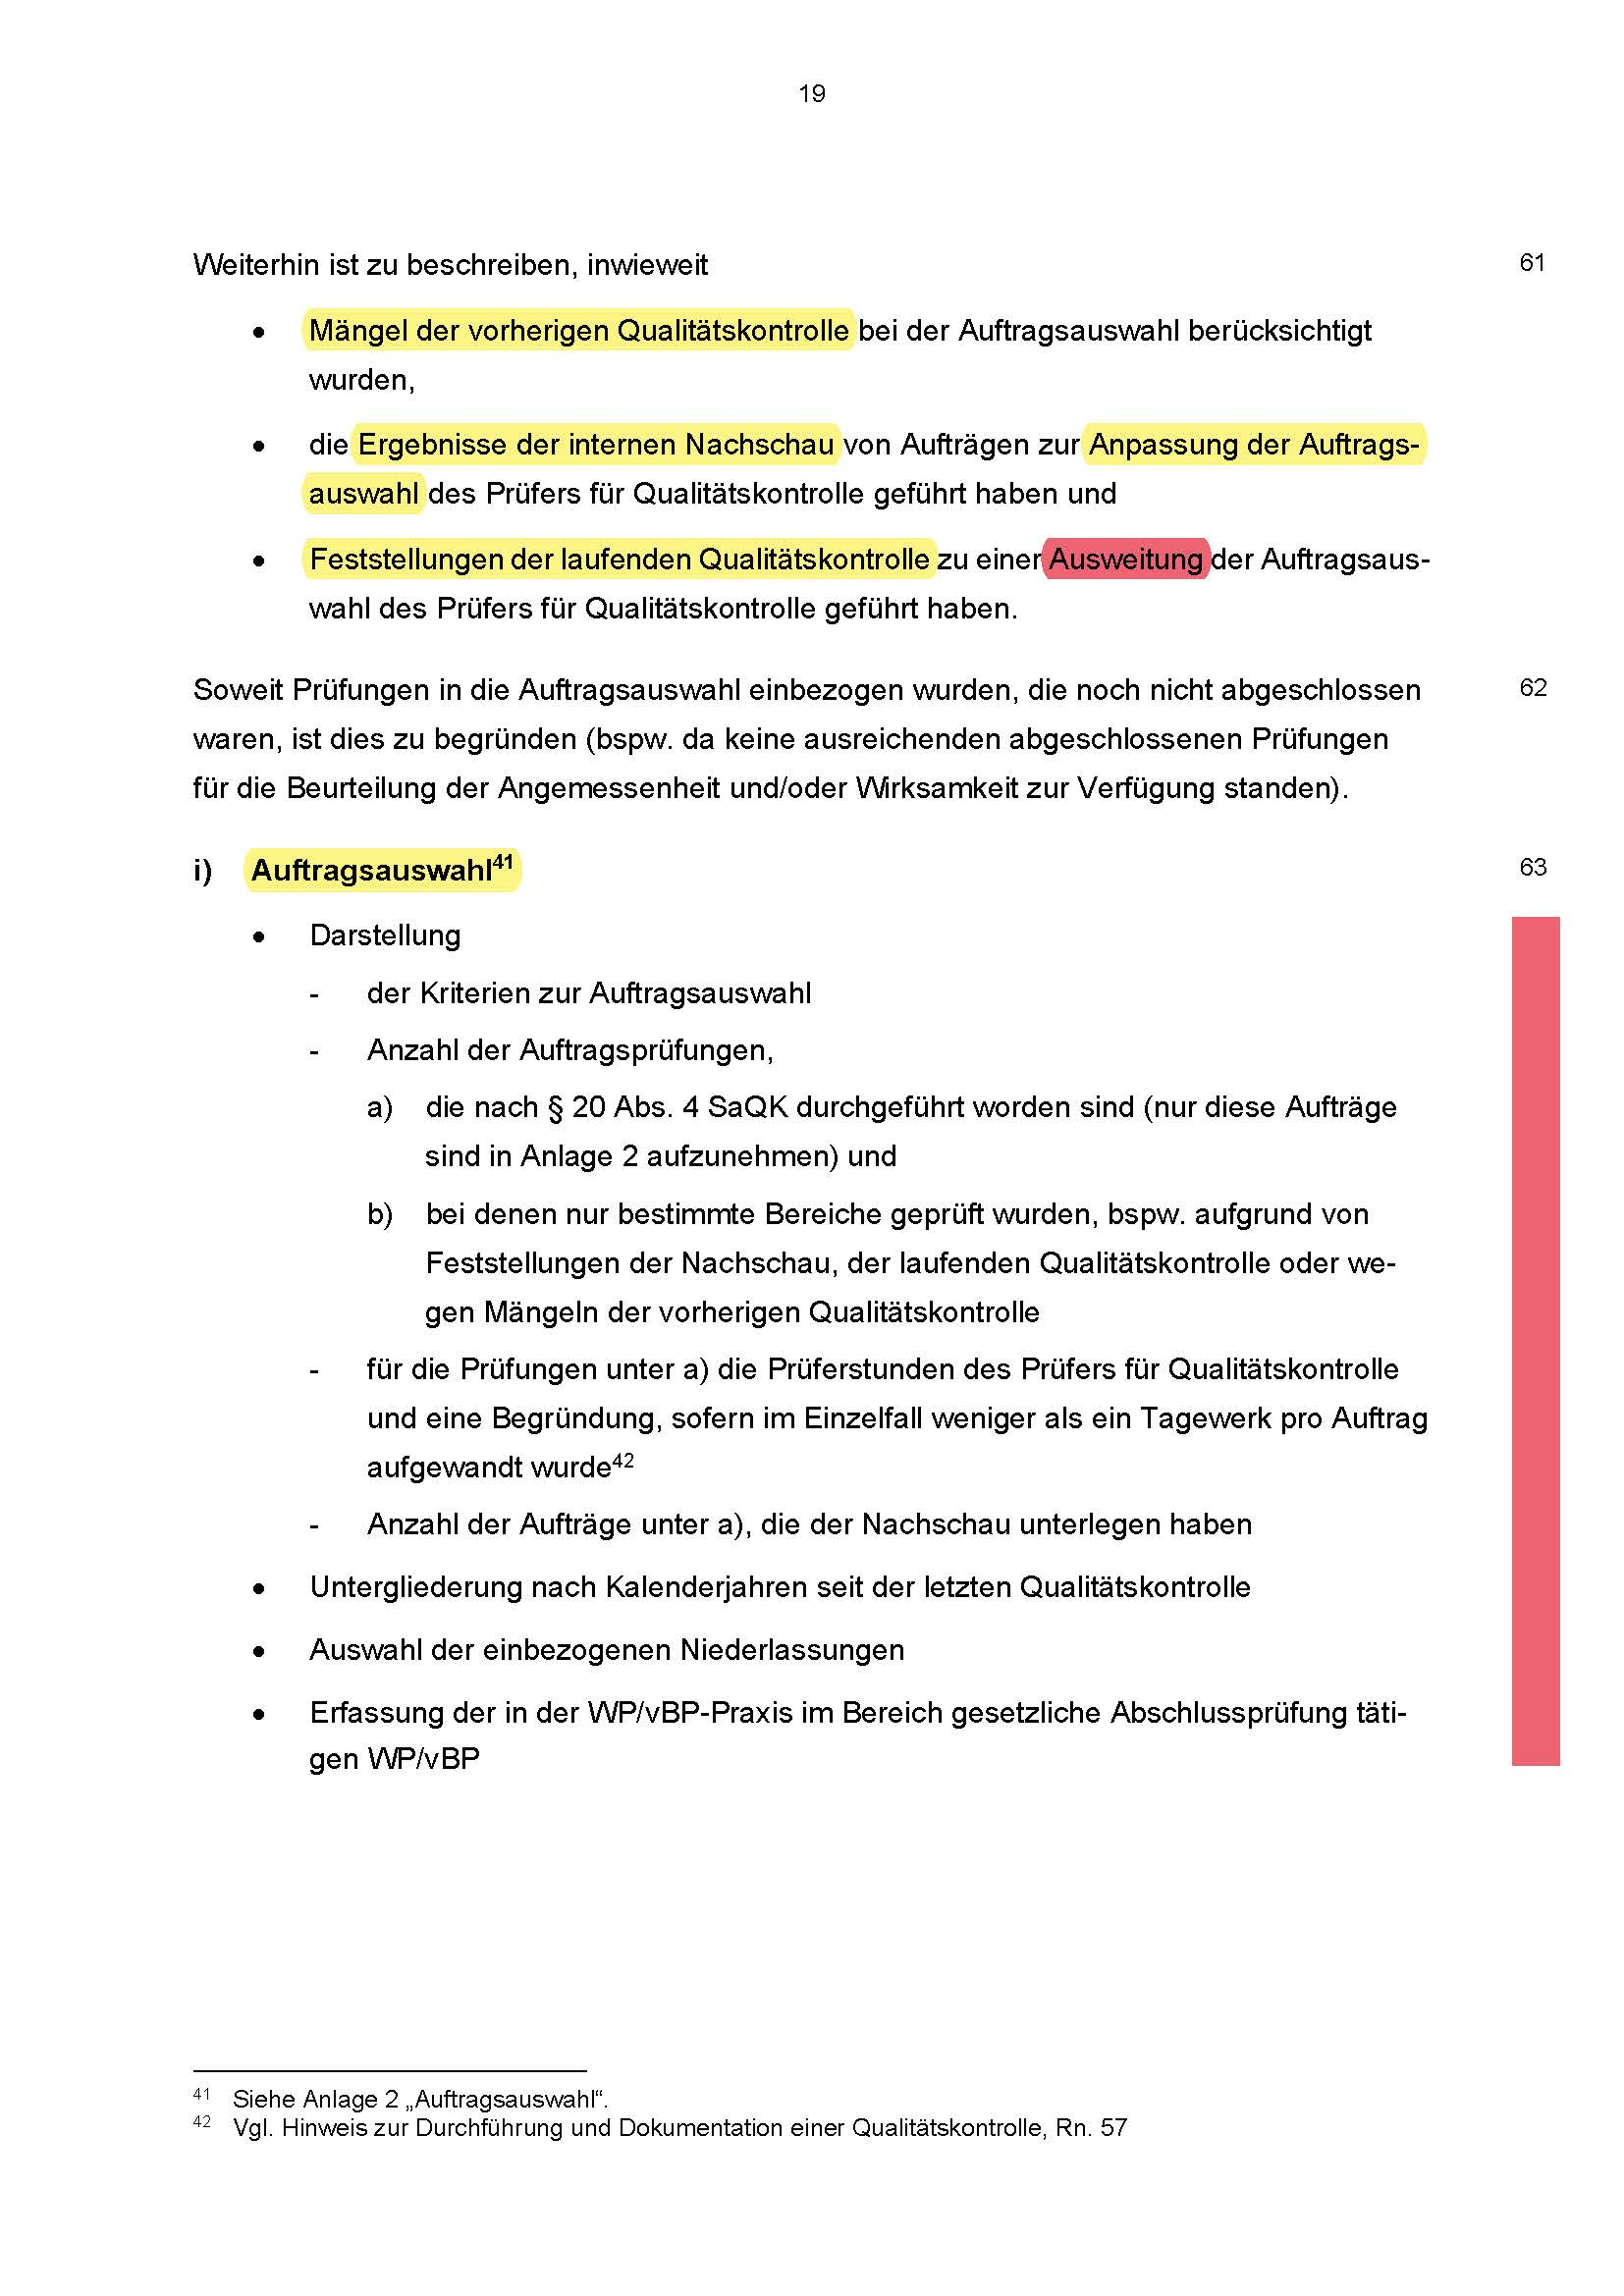 19
Weiterhin ist zu beschreiben, inwieweit 61
• Mängel der vorherigen Qualitätskontrolle bei der Auftragsauswahl berücksichtigt
wurden,
• die Ergebnisse der internen Nachschau von Aufträgen zur Anpassung der Auftrags-
auswahl des Prüfers für Qualitätskontrolle geführt haben und
• Feststellungen der laufenden Qualitätskontrolle zu einer Ausweitung der Auftragsaus-
wahl des Prüfers für Qualitätskontrolle geführt haben.
Soweit Prüfungen in die Auftragsauswahl einbezogen wurden, die noch nicht abgeschlossen 62
waren, ist dies zu begründen (bspw. da keine ausreichenden abgeschlossenen Prüfungen
für die Beurteilung der Angemessenheit und/oder Wirksamkeit zur Verfügung standen).
i) Auftragsauswahl41 63
• Darstellung
- der Kriterien zur Auftragsauswahl
- Anzahl der Auftragsprüfungen,
a) die nach § 20 Abs. 4 SaQK durchgeführt worden sind (nur diese Aufträge
sind in Anlage 2 aufzunehmen) und
b) bei denen nur bestimmte Bereiche geprüft wurden, bspw. aufgrund von
Feststellungen der Nachschau, der laufenden Qualitätskontrolle oder we-
gen Mängeln der vorherigen Qualitätskontrolle
- für die Prüfungen unter a) die Prüferstunden des Prüfers für Qualitätskontrolle
und eine Begründung, sofern im Einzelfall weniger als ein Tagewerk pro Auftrag
aufgewandt wurde42
- Anzahl der Aufträge unter a), die der Nachschau unterlegen haben
• Untergliederung nach Kalenderjahren seit der letzten Qualitätskontrolle
• Auswahl der einbezogenen Niederlassungen
• Erfassung der in der WP/vBP-Praxis im Bereich gesetzliche Abschlussprüfung täti-
gen WP/vBP
41 Siehe Anlage 2 „Auftragsauswahl“.
42 Vgl. Hinweis zur Durchführung und Dokumentation einer Qualitätskontrolle, Rn. 57